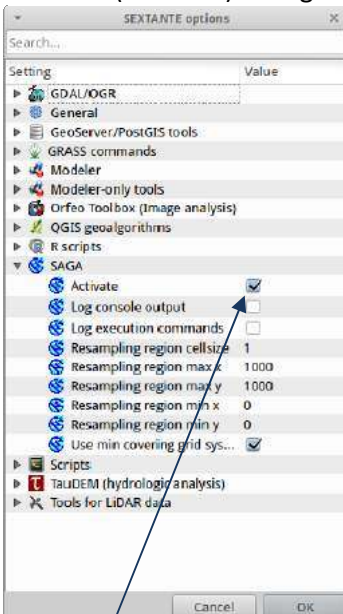 SEXTANTE options
Search...
Setting Value
GDAL/OGR
General
GeoServer/PostGIS tools
GRASS commands
Modeler
Modeler-only tools
Orfeo Toolbox (Image analysis)
QGIS geoalgorithms
R scripts
SAGA
Activate
Log console output
Log execution commands
Resampling region cellsize 1
Resampling region max x 1000
Resampling region max y 1000
Resampling region min x 0
Resampling region min y 0
Use min covering grid sys...
Scripts
TauDEM (hydrologic analysis)
Tools for LiDAR data
Cancel OK